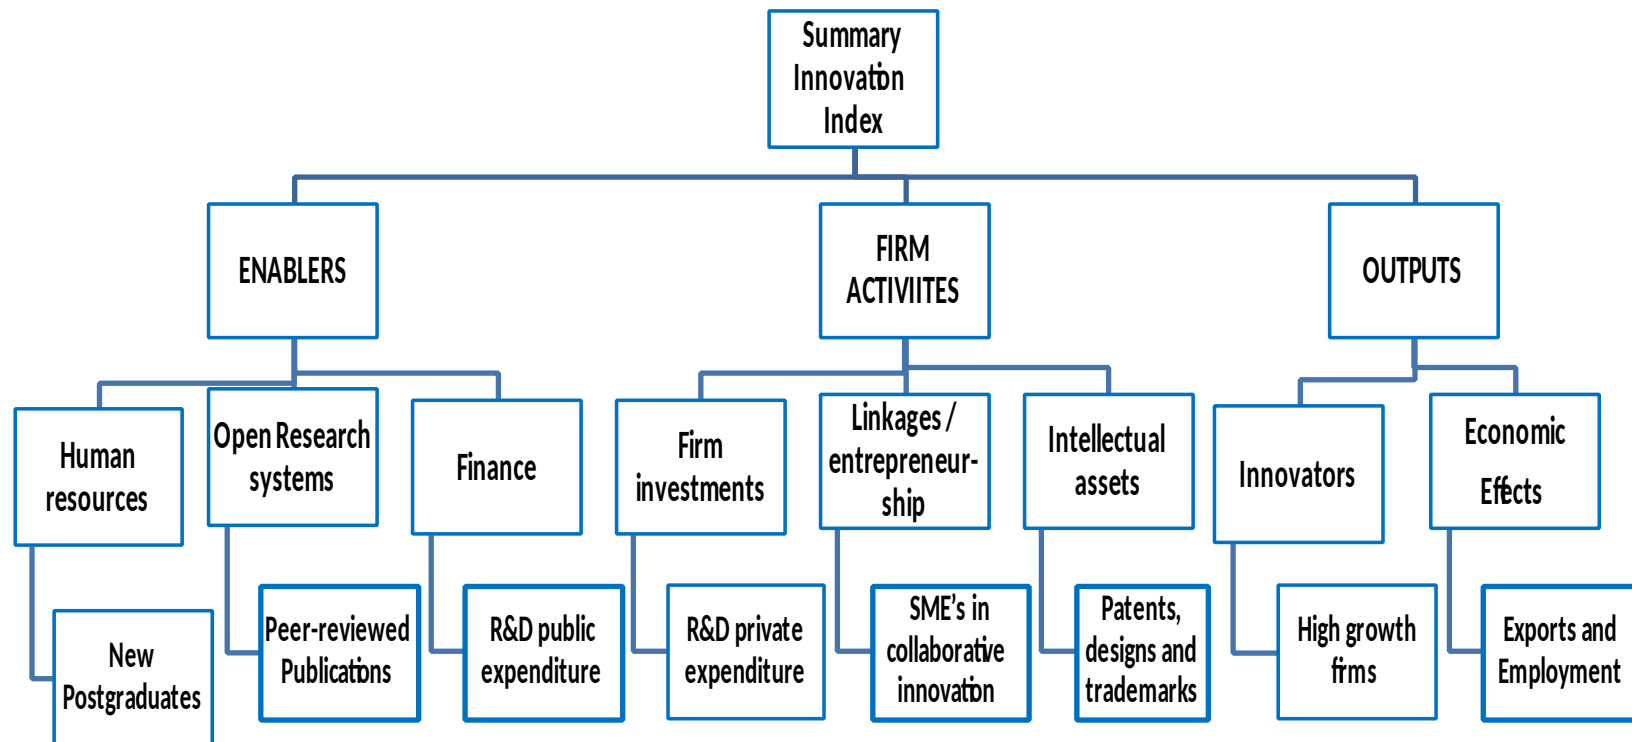 Summary
Innovation
Index
ENABLERS
FIRM
ACTIVIITES
OUTPUTS
Human
resources
Open Research
systems
Finance
Firm
investments
Linkages /
entrepreneur-
ship
Intellectual
assets
Innovators
Economic
Effects
New
Postgraduates
Peer-reviewed
Publications
R&D public
expenditure
R&D private
expenditure
SME's in
collaborative
innovation
Patents,
designs and
trademarks
High growth
firms
Exports and
Employment